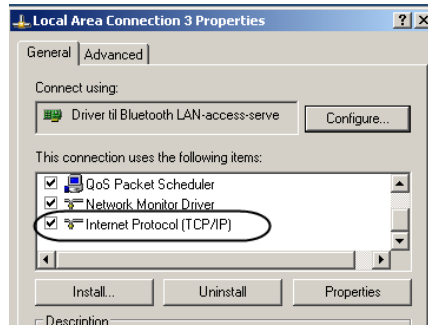 Local Area Connection 3 Properties
General Advanced
Connect using:
Driver til Bluetooth LAN-access-serve Configure...
This connection uses the following items:
QoS Packet Scheduler
Network Monitor Driver
Internet Protocol (TCP/IP)
Install... Uninstall Properties
Description